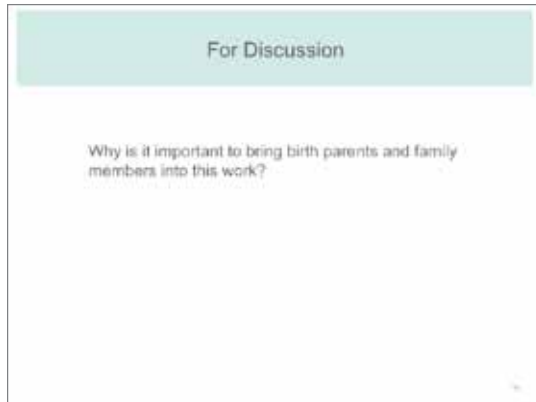 For Discussion
Why is it important to bring birth parents and family
members into this work?